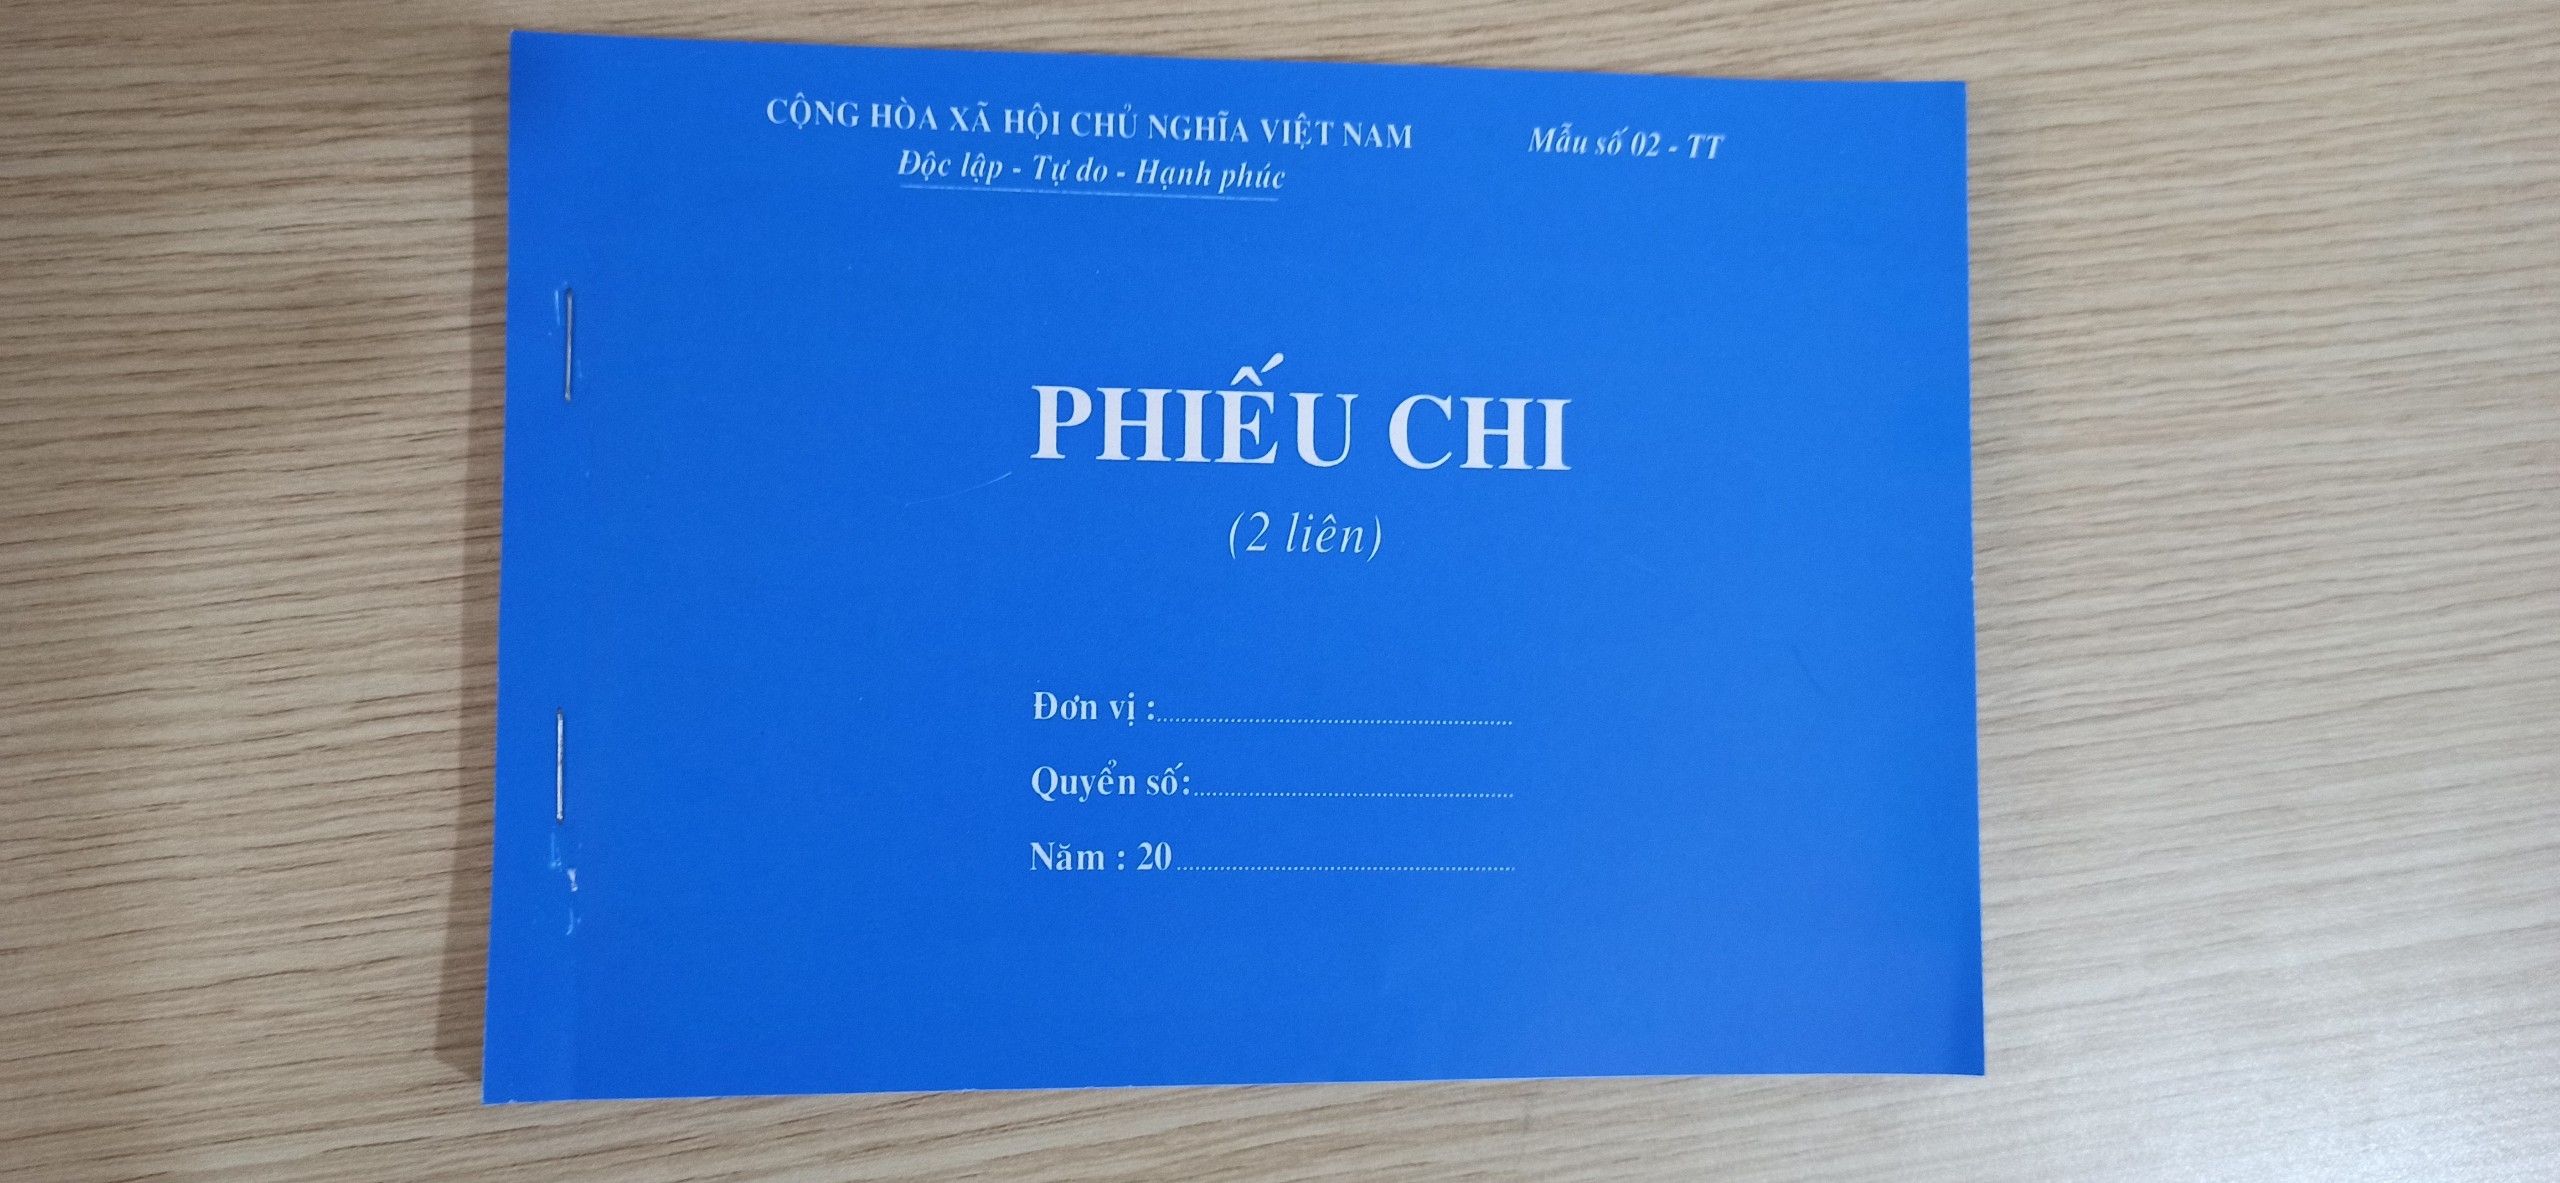 CỘNG HÒA XÃ HỘI CHỦ NGHĨA VIỆT NAM
Mẫu số 02 - TT
Độc lập - Tự do - Hạnh phúc
PHIẾU CHI
(2 liên)
Đơn vị :
Quyển số:
Năm : 20